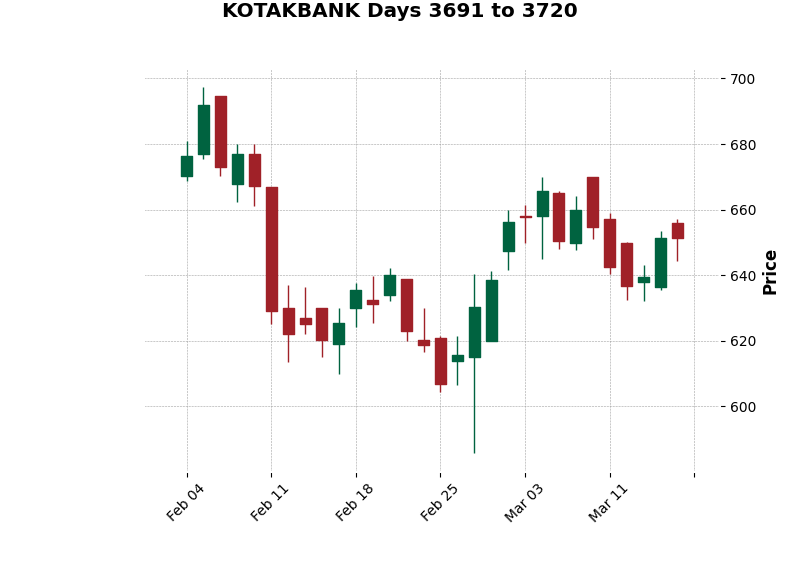 KOTAKBANK Days 3691 to 3720
700
680
660
640
620
600
Price
Feb 04
Feb 11
Feb 18
Feb 25
Mar 03
Mar 11